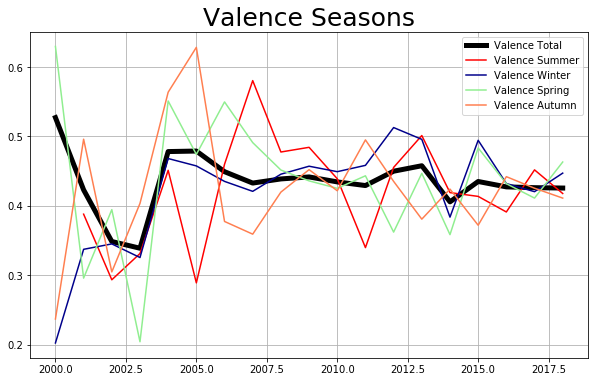 Valence Seasons
Valence Total
Valence Summer
Valence Winter
Valence Spring
Valence Autumn
0.6
0.5
0.4
0.3
0.2
2000.0 2002.5 2005.0 2007.5 2010.0 2012.5 2015.0 2017.5